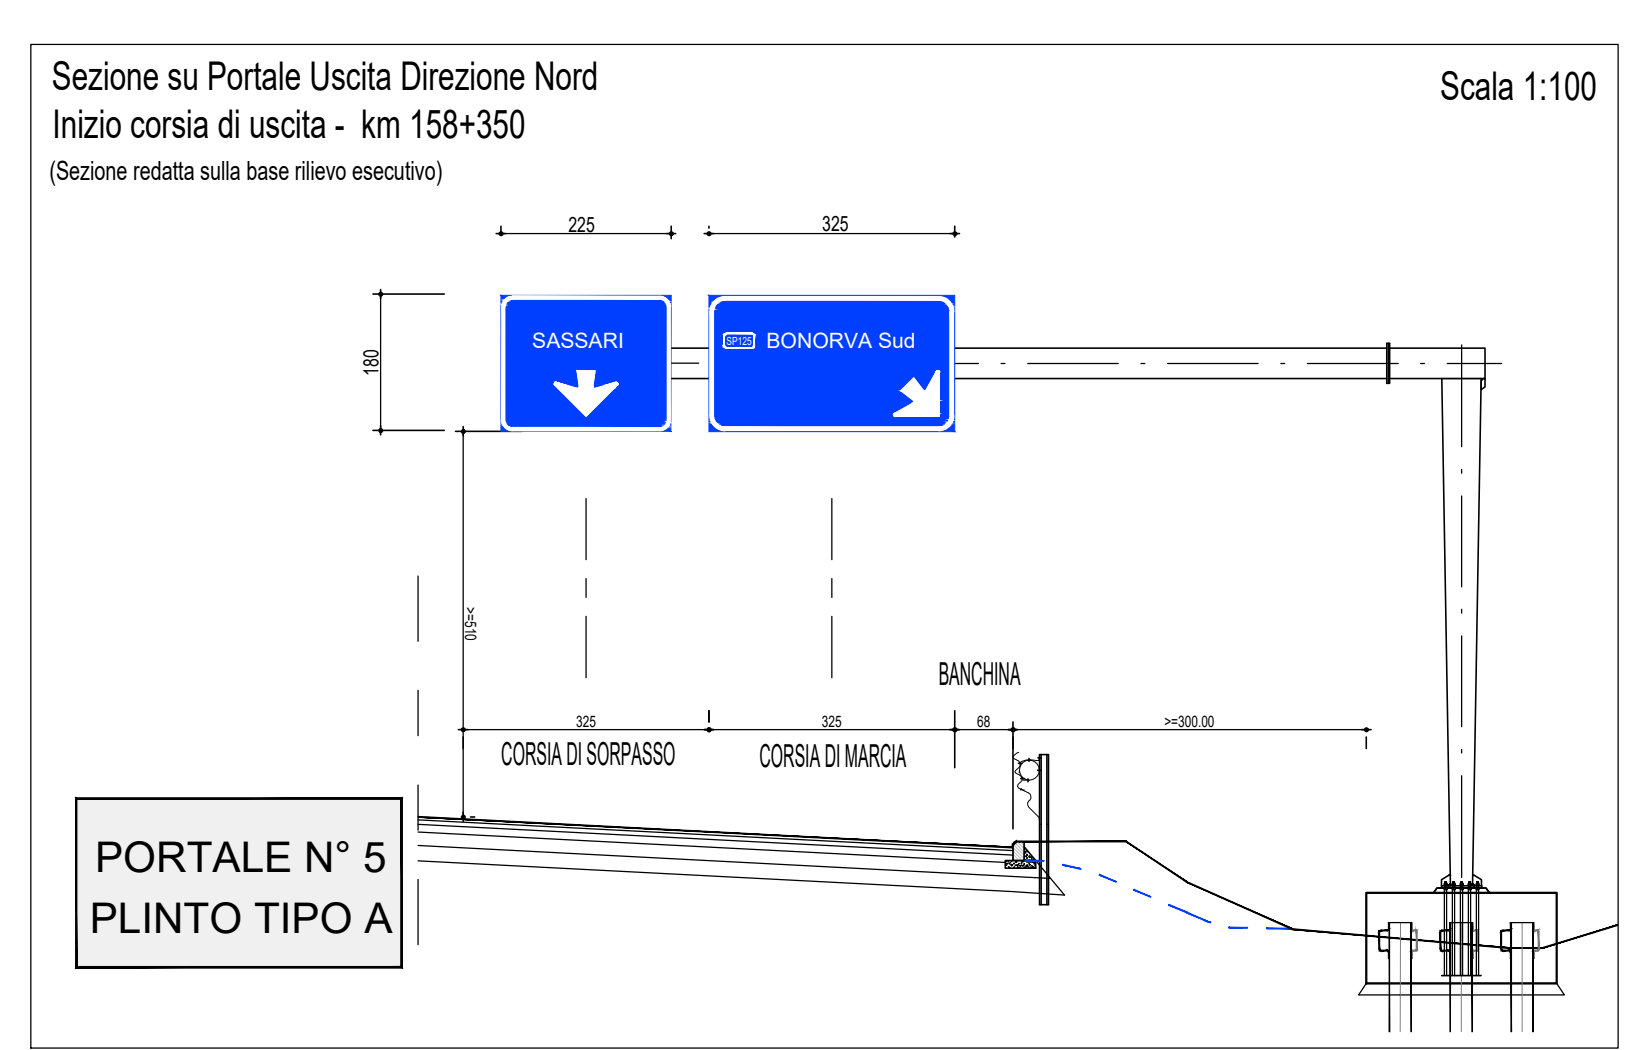 Sezione su Portale Uscita Direzione Nord
Scala 1:100
Inizio corsia di uscita - km 158+350
(Sezione redatta sulla base rilievo esecutivo)
225
325
180
SASSARI
SP125 BONORVA Sud
>=510
BANCHINA
325
325
68
>=300.00
CORSIA DI SORPASSO
CORSIA DI MARCIA
PORTALE N° 5
PLINTO TIPO A